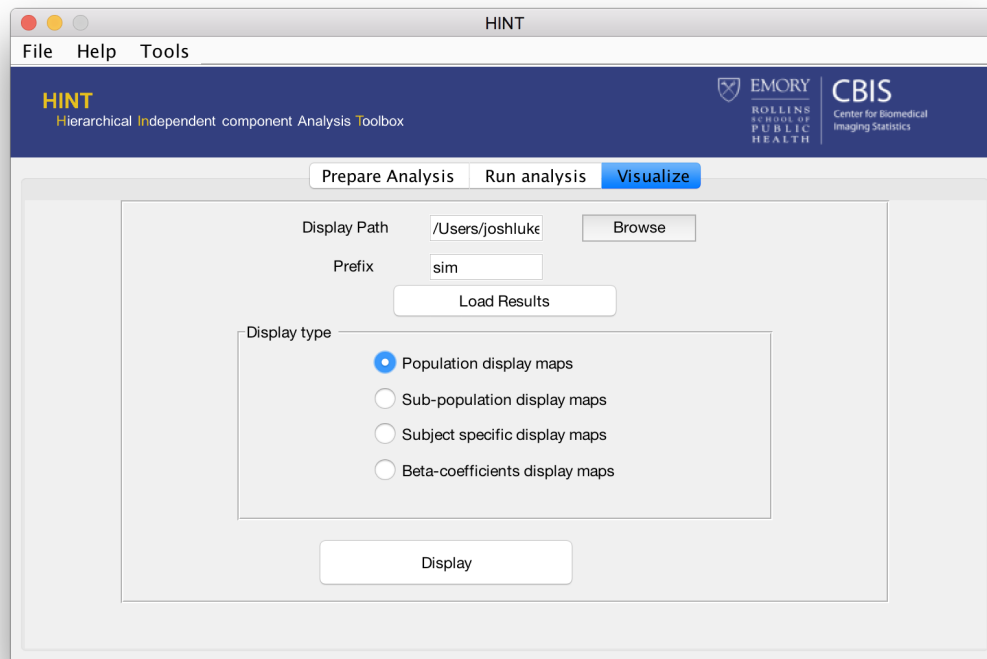 HINT
File Help Tools
HINT
Hierarchical Independent component Analysis Toolbox
EMORY
ROLLINS
SCHOOL OF
PUBLIC
HEALTH
CBIS
Center for Biomedical
Imaging Statistics
Prepare Analysis Run analysis Visualize
Display Path /Users/joshluke Browse
Prefix sim
Load Results
Display type
Population display maps
Sub-population display maps
Subject specific display maps
Beta-coefficients display maps
Display